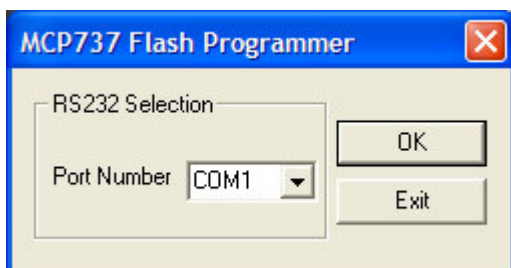 MCP737 Flash Programmer
RS232 Selection
Port Number COM1
OK
Exit